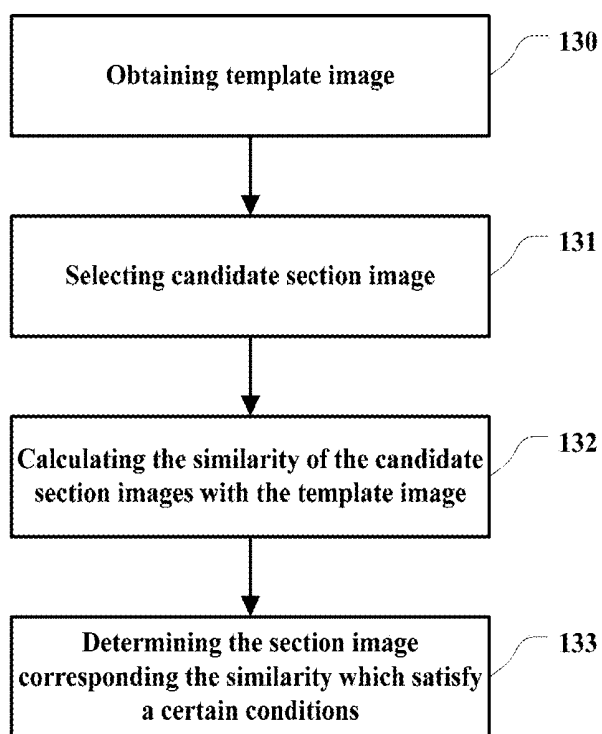 Obtaining template image
130
Selecting candidate section image
131
Calculating the similarity of the candidate
section images with the template image
132
Determining the section image
corresponding the similarity which satisfy
a certain conditions
133